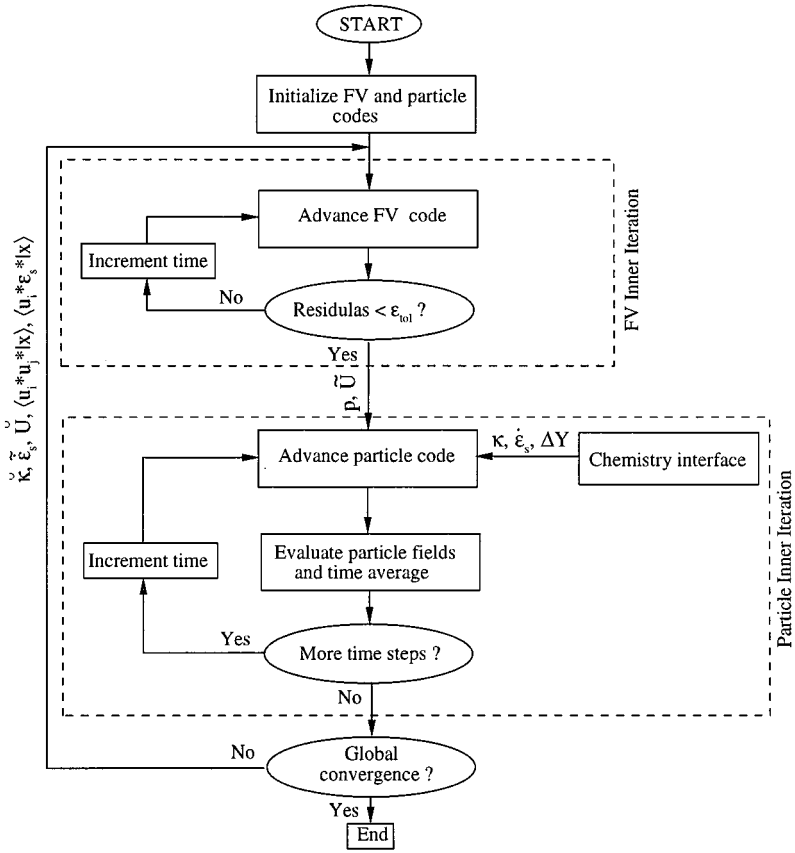 START
Initialize FV and particle
codes
Advance FV code
Increment time
No
Residulas < ε_tol ?
Yes
FV Inner Iteration
p, Ũ
κ̆, ε̃̇_s, Ŭ, ⟨u_i*u_j*|x⟩, ⟨u_i*ε_s*|x⟩
Advance particle code
κ, ε̇_s, ΔY
Chemistry interface
Increment time
Evaluate particle fields
and time average
Yes
More time steps ?
No
Particle Inner Iteration
No
Global
convergence ?
Yes
End